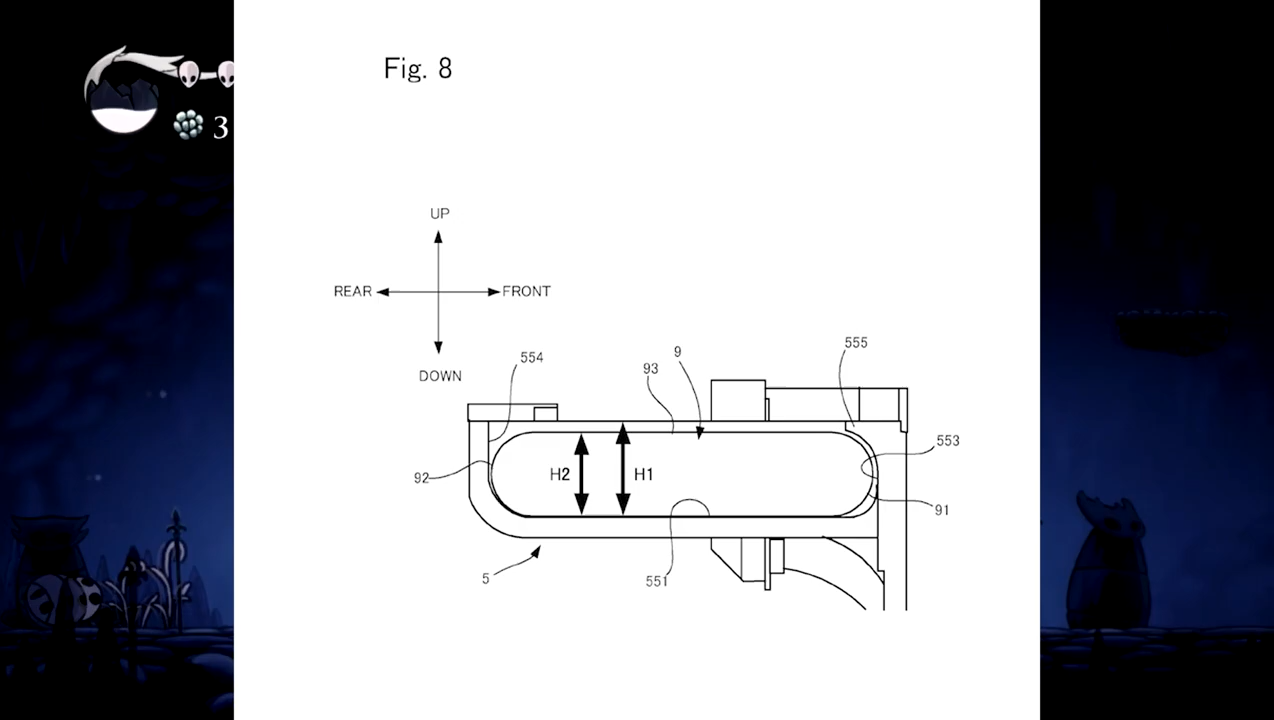 3
Fig. 8
UP
REAR
FRONT
DOWN
554
93
9
555
553
92
H2
H1
91
5
551